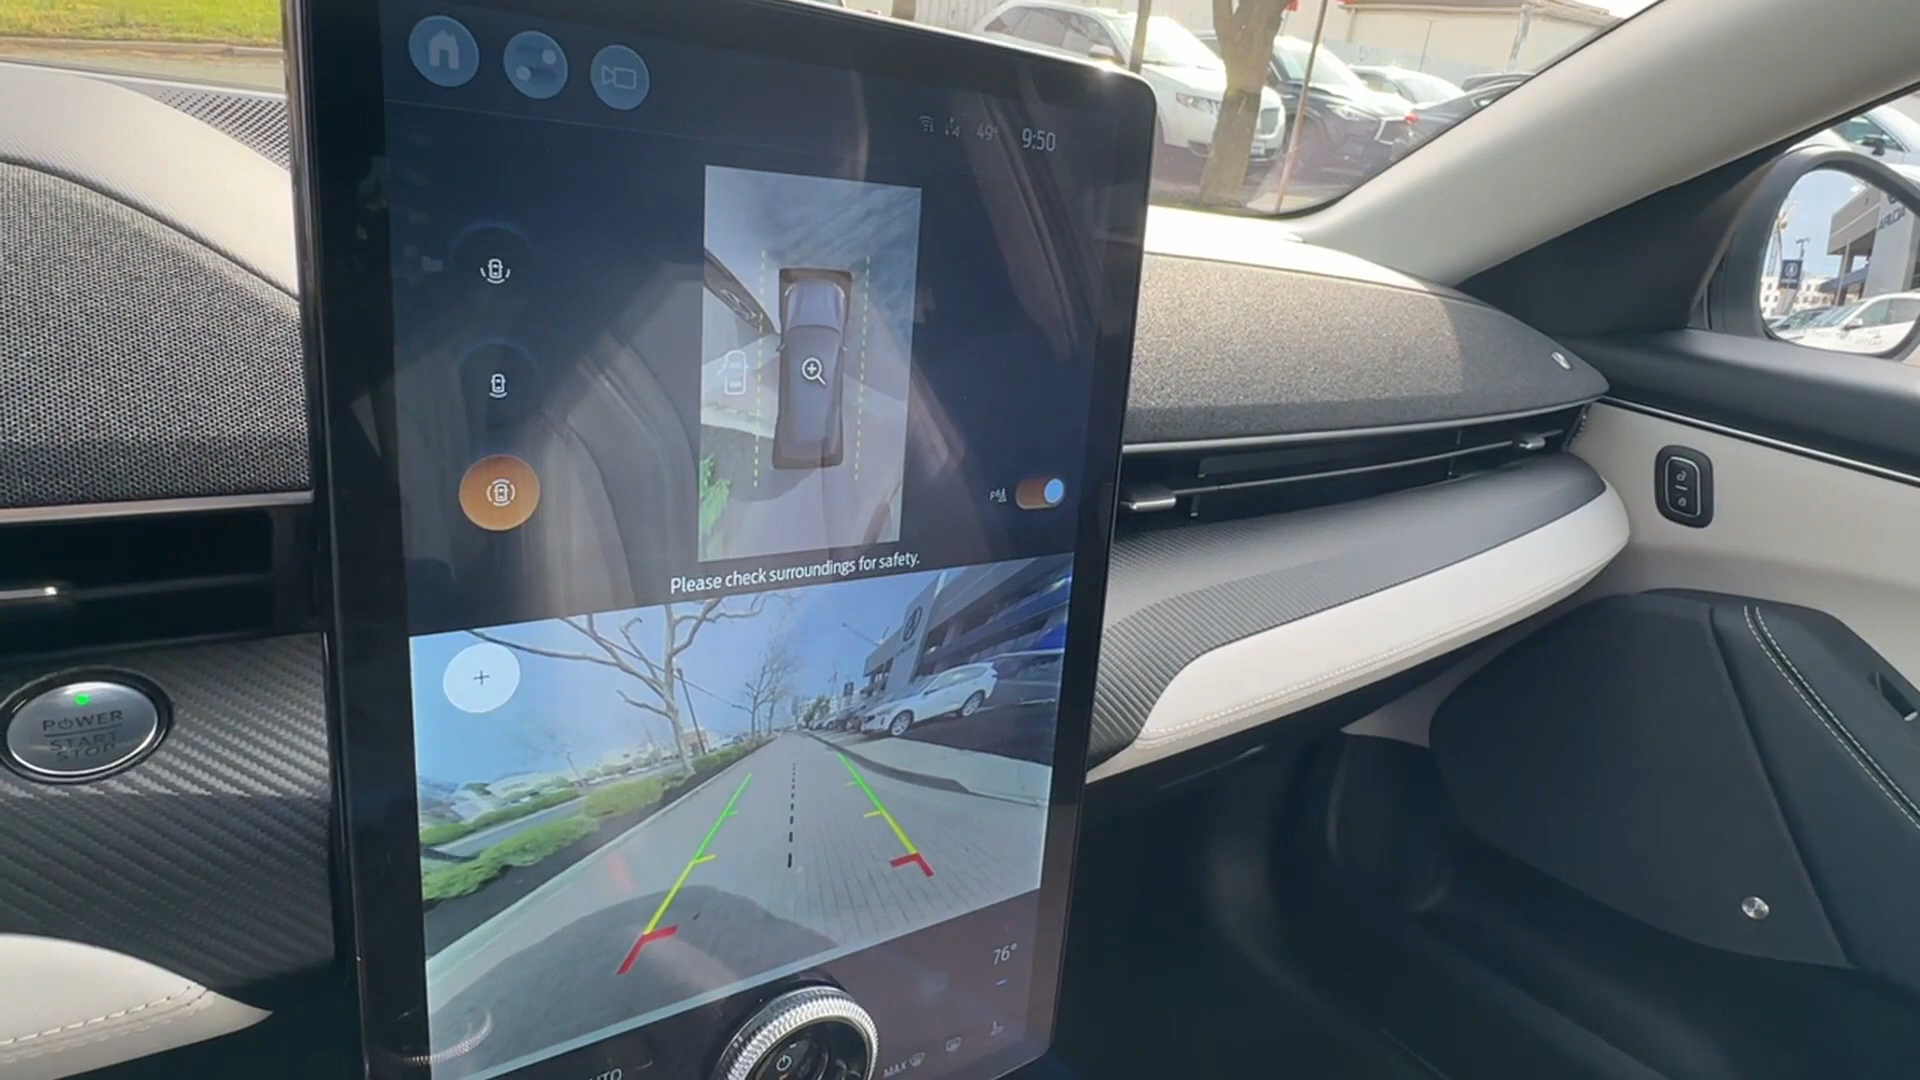 49°
9:50
Please check surroundings for safety.
POWER
START
STOP
76°
MAX